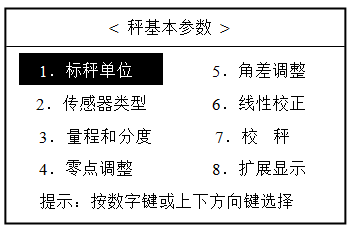 < 秤基本参数 >
1. 标秤单位 5. 角差调整
2. 传感器类型 6. 线性校正
3. 量程和分度 7. 校 秤
4. 零点调整 8. 扩展显示
提示：按数字键或上下方向键选择